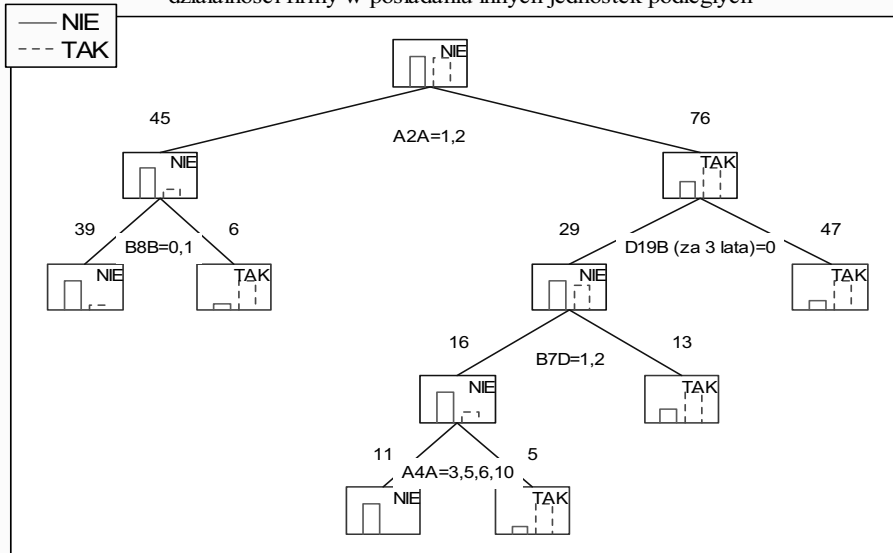 działalności firmy w posiadania innych jednostek podległych
NIE
TAK
NIE
45
76
A2A=1,2
NIE
TAK
39
B8B=0,1
6
29
D19B (za 3 lata)=0
47
NIE
TAK
NIE
TAK
16
B7D=1,2
13
NIE
TAK
11
A4A=3,5,6,10
5
NIE
TAK